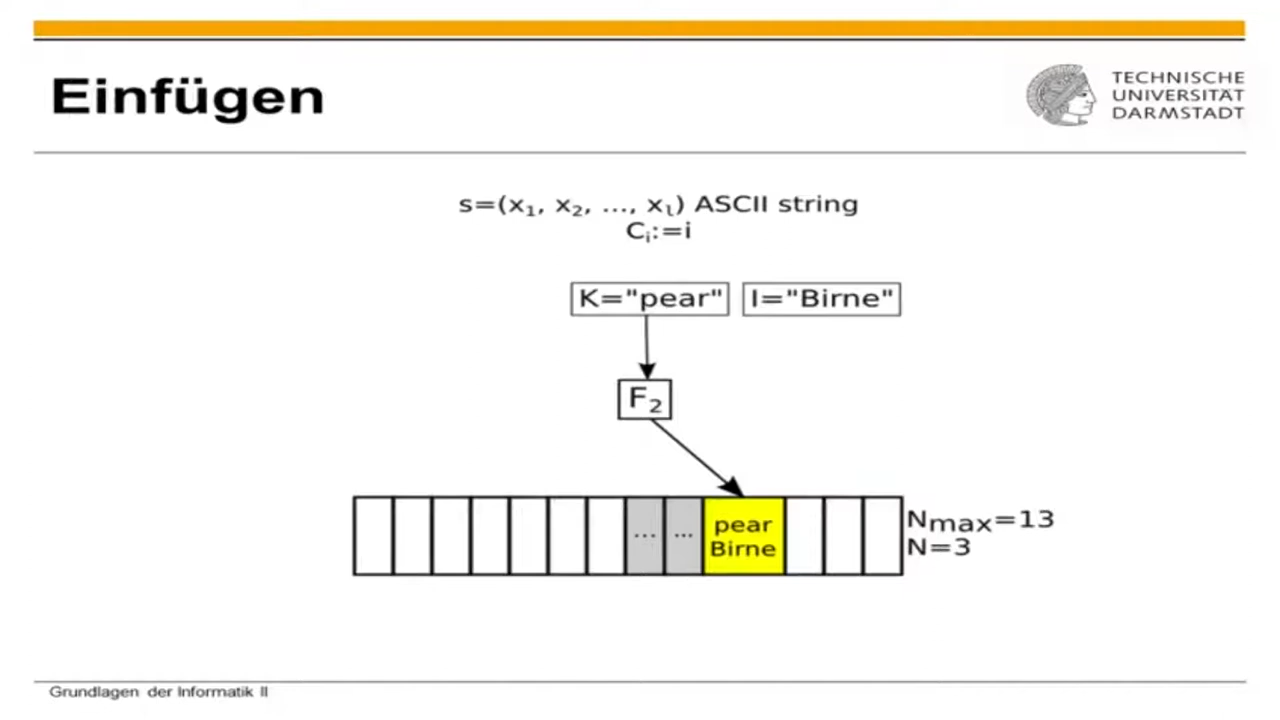 Einfügen
TECHNISCHE
UNIVERSITÄT
DARMSTADT
s=(x₁, x₂, ..., xₗ) ASCII string
Cᵢ:=i
K="pear" I="Birne"
F₂
... ... pear
Birne
Nmax=13
N=3
Grundlagen der Informatik II